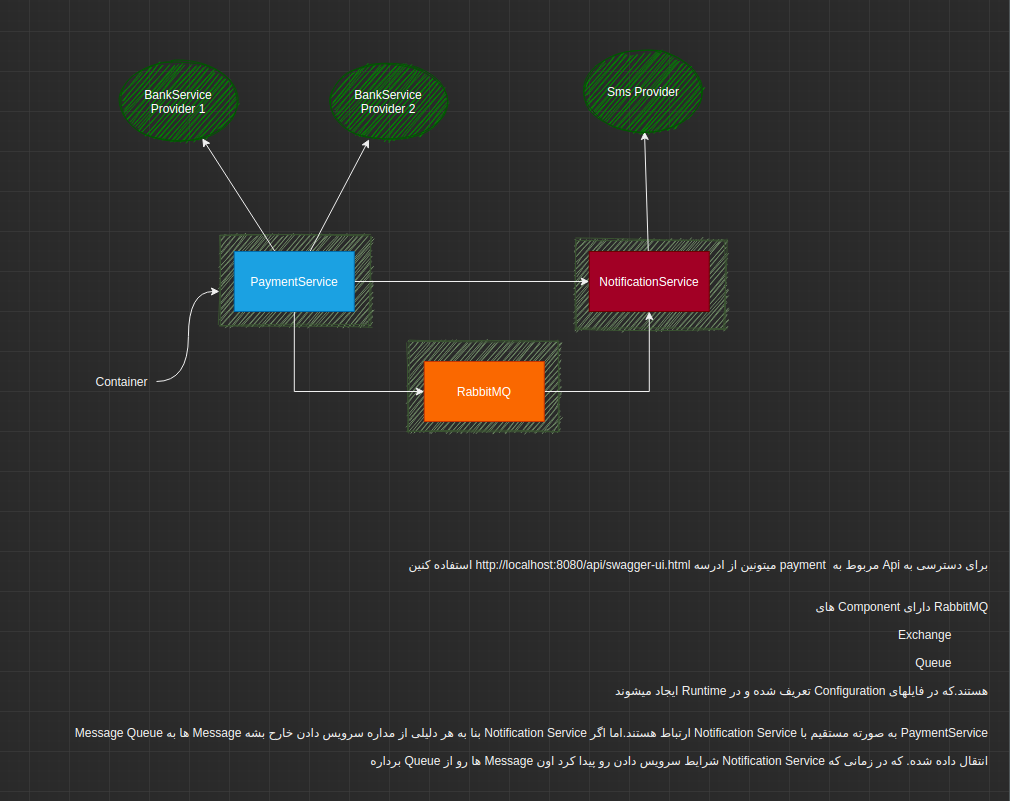 BankService
Provider 1
BankService
Provider 2
Sms Provider
PaymentService
NotificationService
Container
RabbitMQ
برای دسترسی به Api مربوط به payment میتونین از ادرسه http://localhost:8080/api/swagger-ui.html استفاده کنین
RabbitMQ دارای Component های
Exchange
Queue
هستند.که در فایلهای Configuration تعریف شده و در Runtime ایجاد میشوند
PaymentService به صورته مستقیم با Notification Service ارتباط هستند.اما اگر Notification Service بنا به هر دلیلی از مداره سرویس دادن خارج بشه Message ها به Message Queue
انتقال داده شده. که در زمانی که Notification Service شرایط سرویس دادن رو پیدا کرد اون Message ها رو از Queue برداره